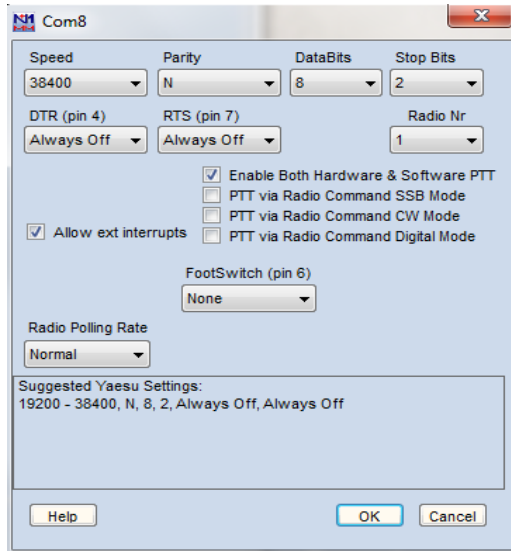 Com8
Speed Parity DataBits Stop Bits
38400 N 8 2
DTR (pin 4) RTS (pin 7) Radio Nr
Always Off Always Off 1
Enable Both Hardware & Software PTT
PTT via Radio Command SSB Mode
PTT via Radio Command CW Mode
Allow ext interrupts PTT via Radio Command Digital Mode
FootSwitch (pin 6)
None
Radio Polling Rate
Normal
Suggested Yaesu Settings:
19200 - 38400, N, 8, 2, Always Off, Always Off
Help OK Cancel